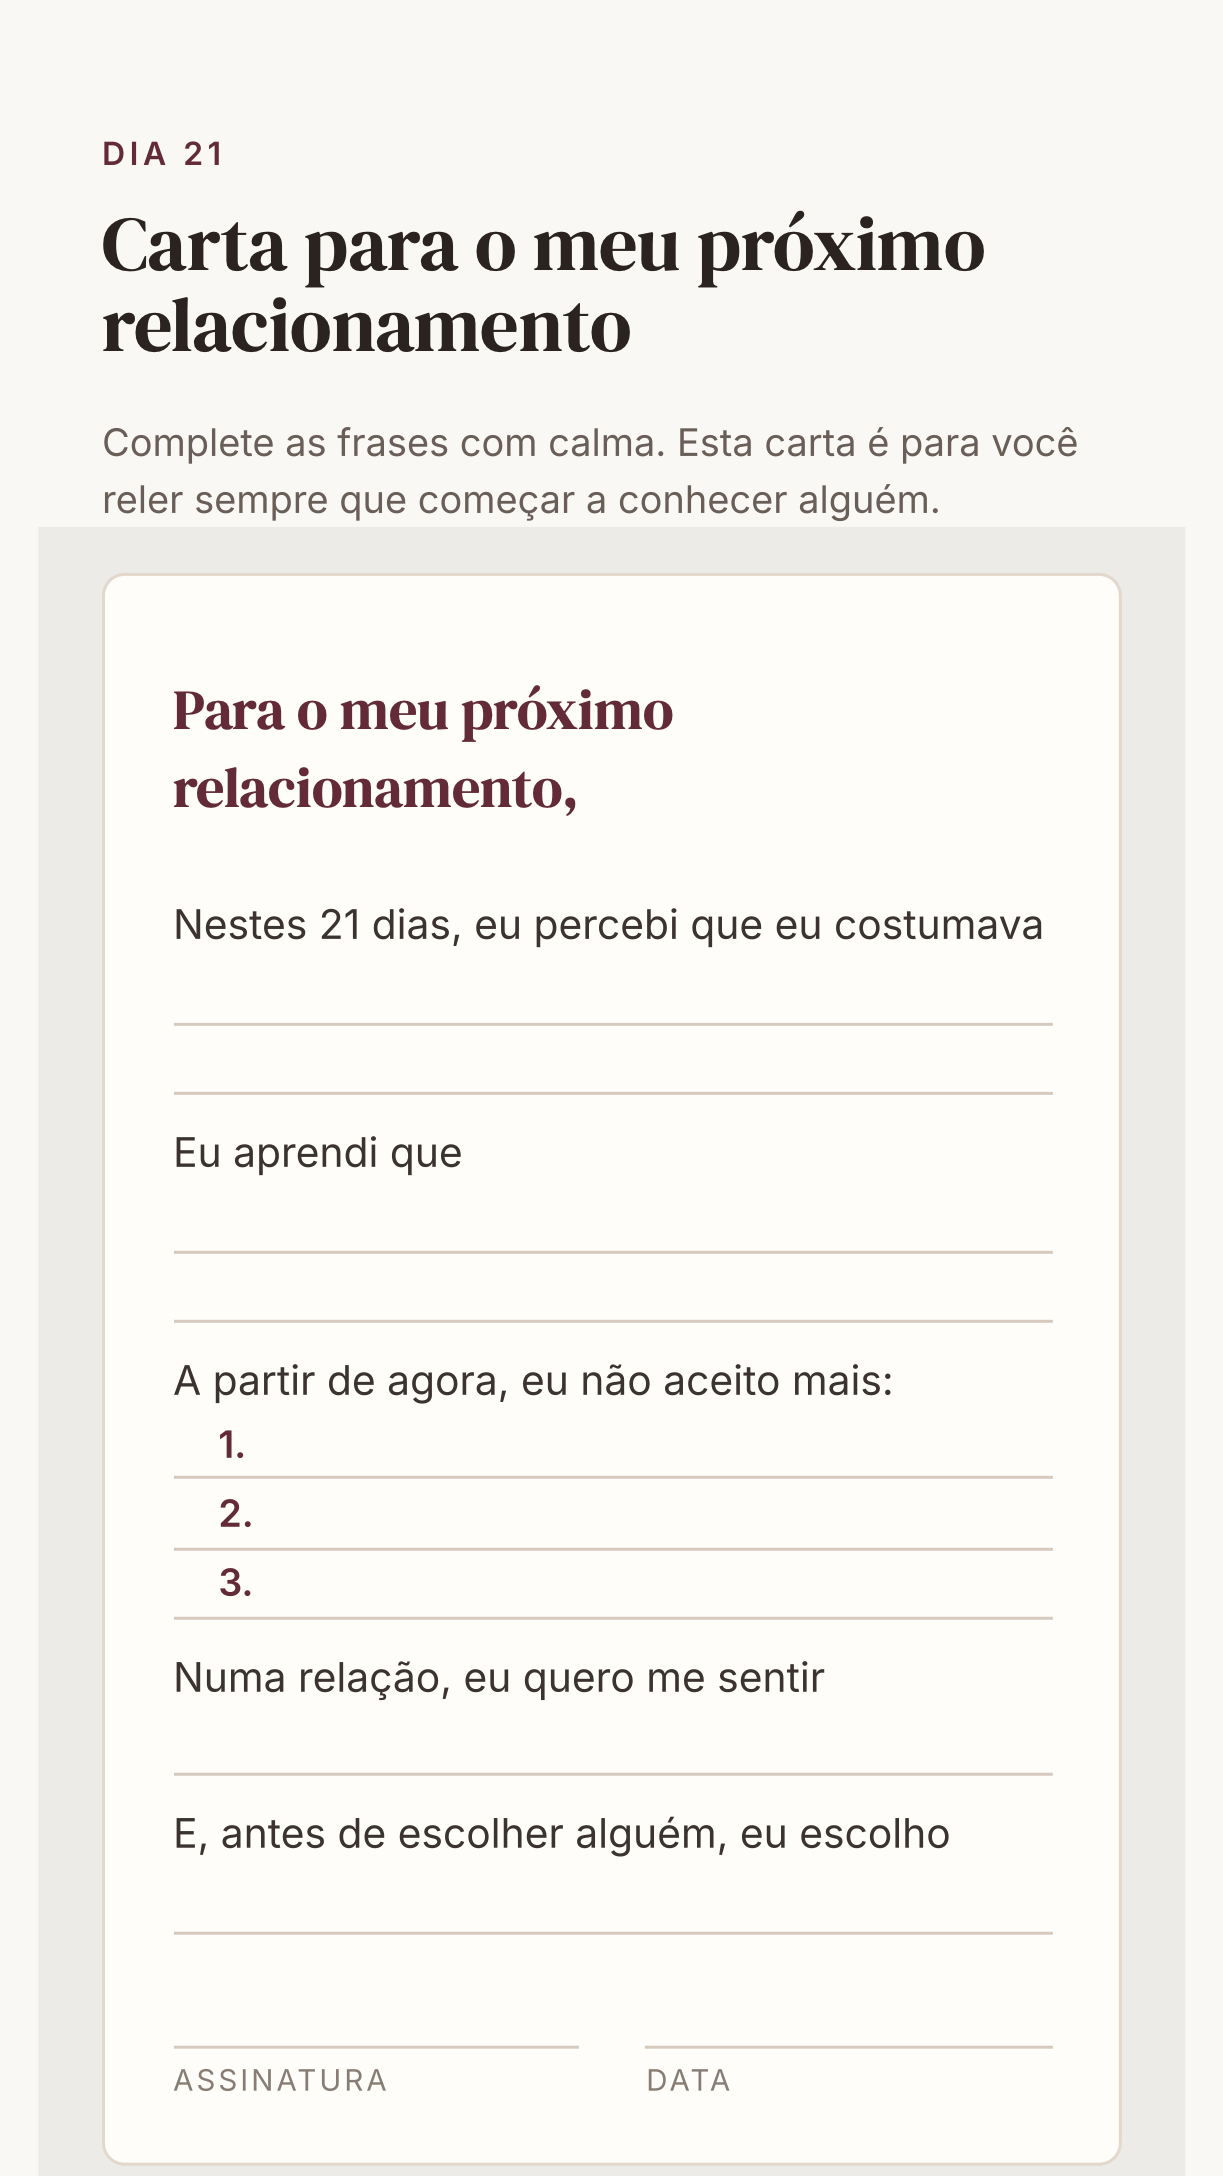 DIA 21
Carta para o meu próximo
relacionamento
Complete as frases com calma. Esta carta é para você
reler sempre que começar a conhecer alguém.
Para o meu próximo
relacionamento,
Nestes 21 dias, eu percebi que eu costumava
Eu aprendi que
A partir de agora, eu não aceito mais:
1.
2.
3.
Numa relação, eu quero me sentir
E, antes de escolher alguém, eu escolho
ASSINATURA DATA